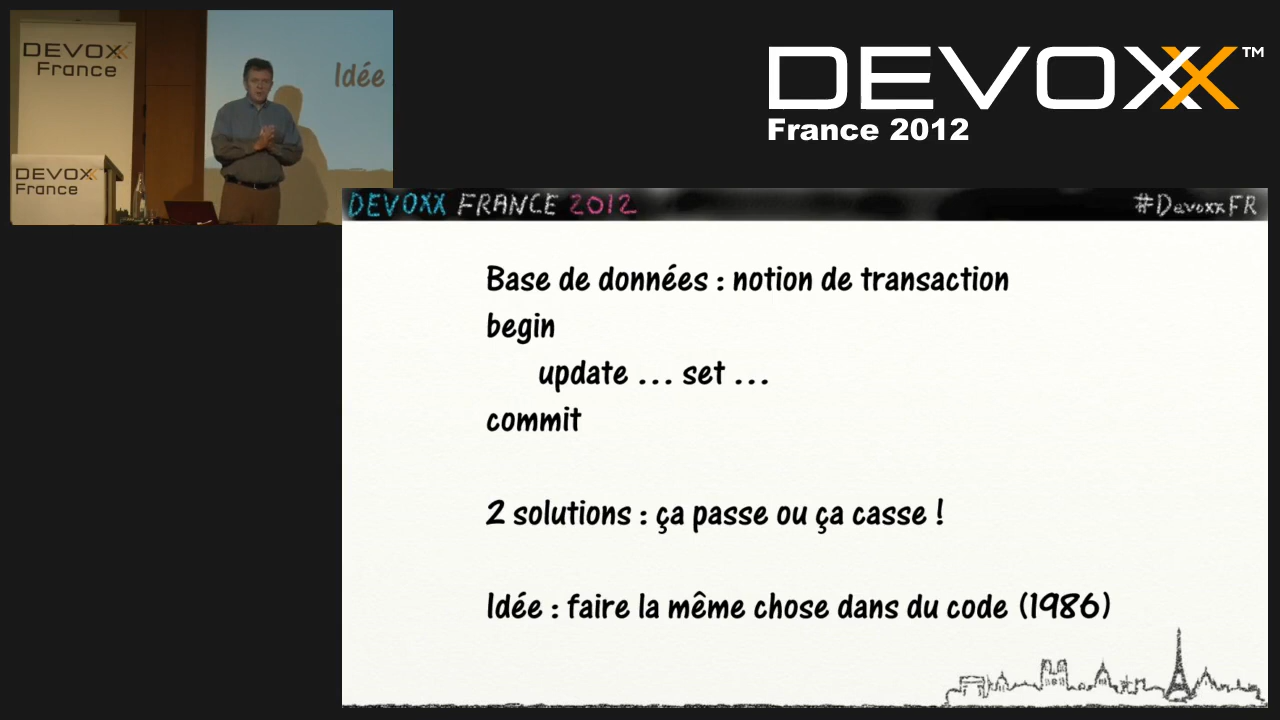 DEVOXX
France
Idée
DEVOXX
France
DEVOXX™
France 2012
DEVOXX FRANCE 2012
#DevoxxFR
Base de données : notion de transaction
begin
update ... set ...
commit
2 solutions : ça passe ou ça casse !
Idée : faire la même chose dans du code (1986)